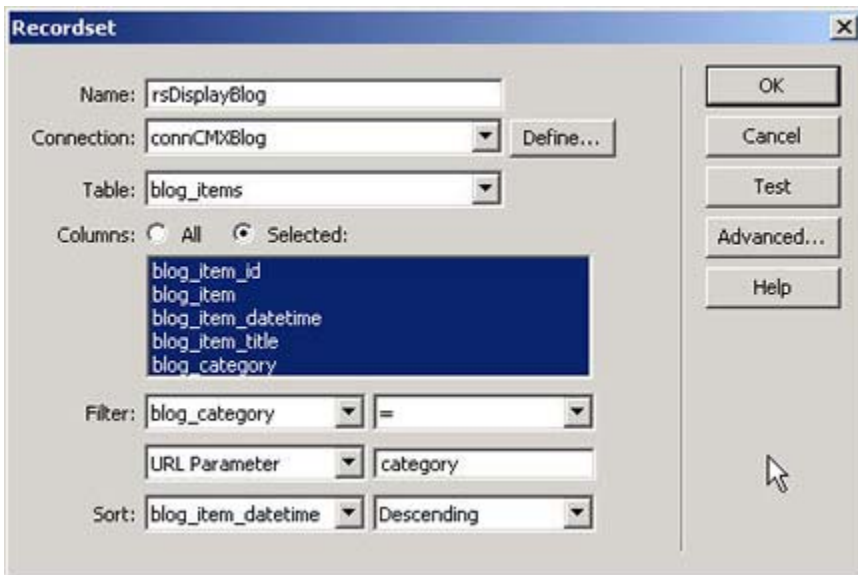 Recordset
Name: rsDisplayBlog
OK
Connection: connCMXBlog Define...
Cancel
Table: blog_items
Test
Columns: All Selected:
Advanced...
blog_item_id
blog_item
Help
blog_item_datetime
blog_item_title
blog_category
Filter: blog_category =
URL Parameter category
Sort: blog_item_datetime Descending